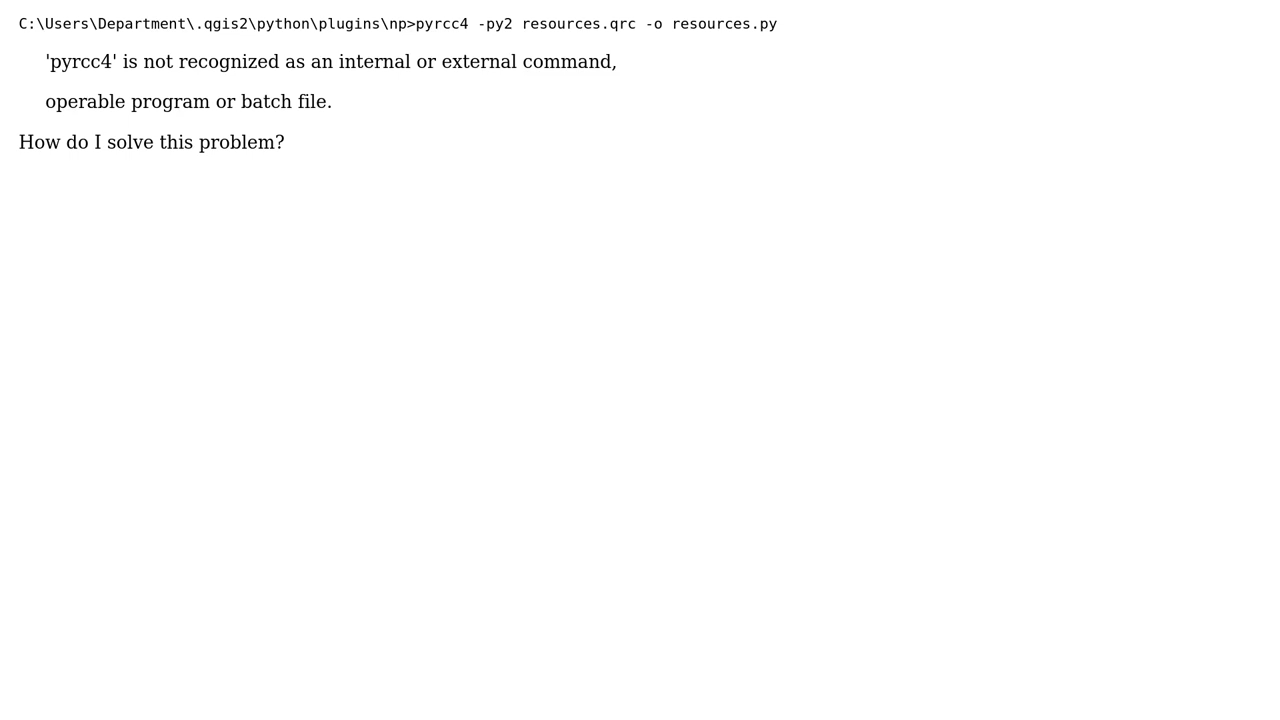 C:\Users\Department\.qgis2\python\plugins\np>pyrcc4 -py2 resources.qrc -o resources.py
'pyrcc4' is not recognized as an internal or external command,
operable program or batch file.
How do I solve this problem?